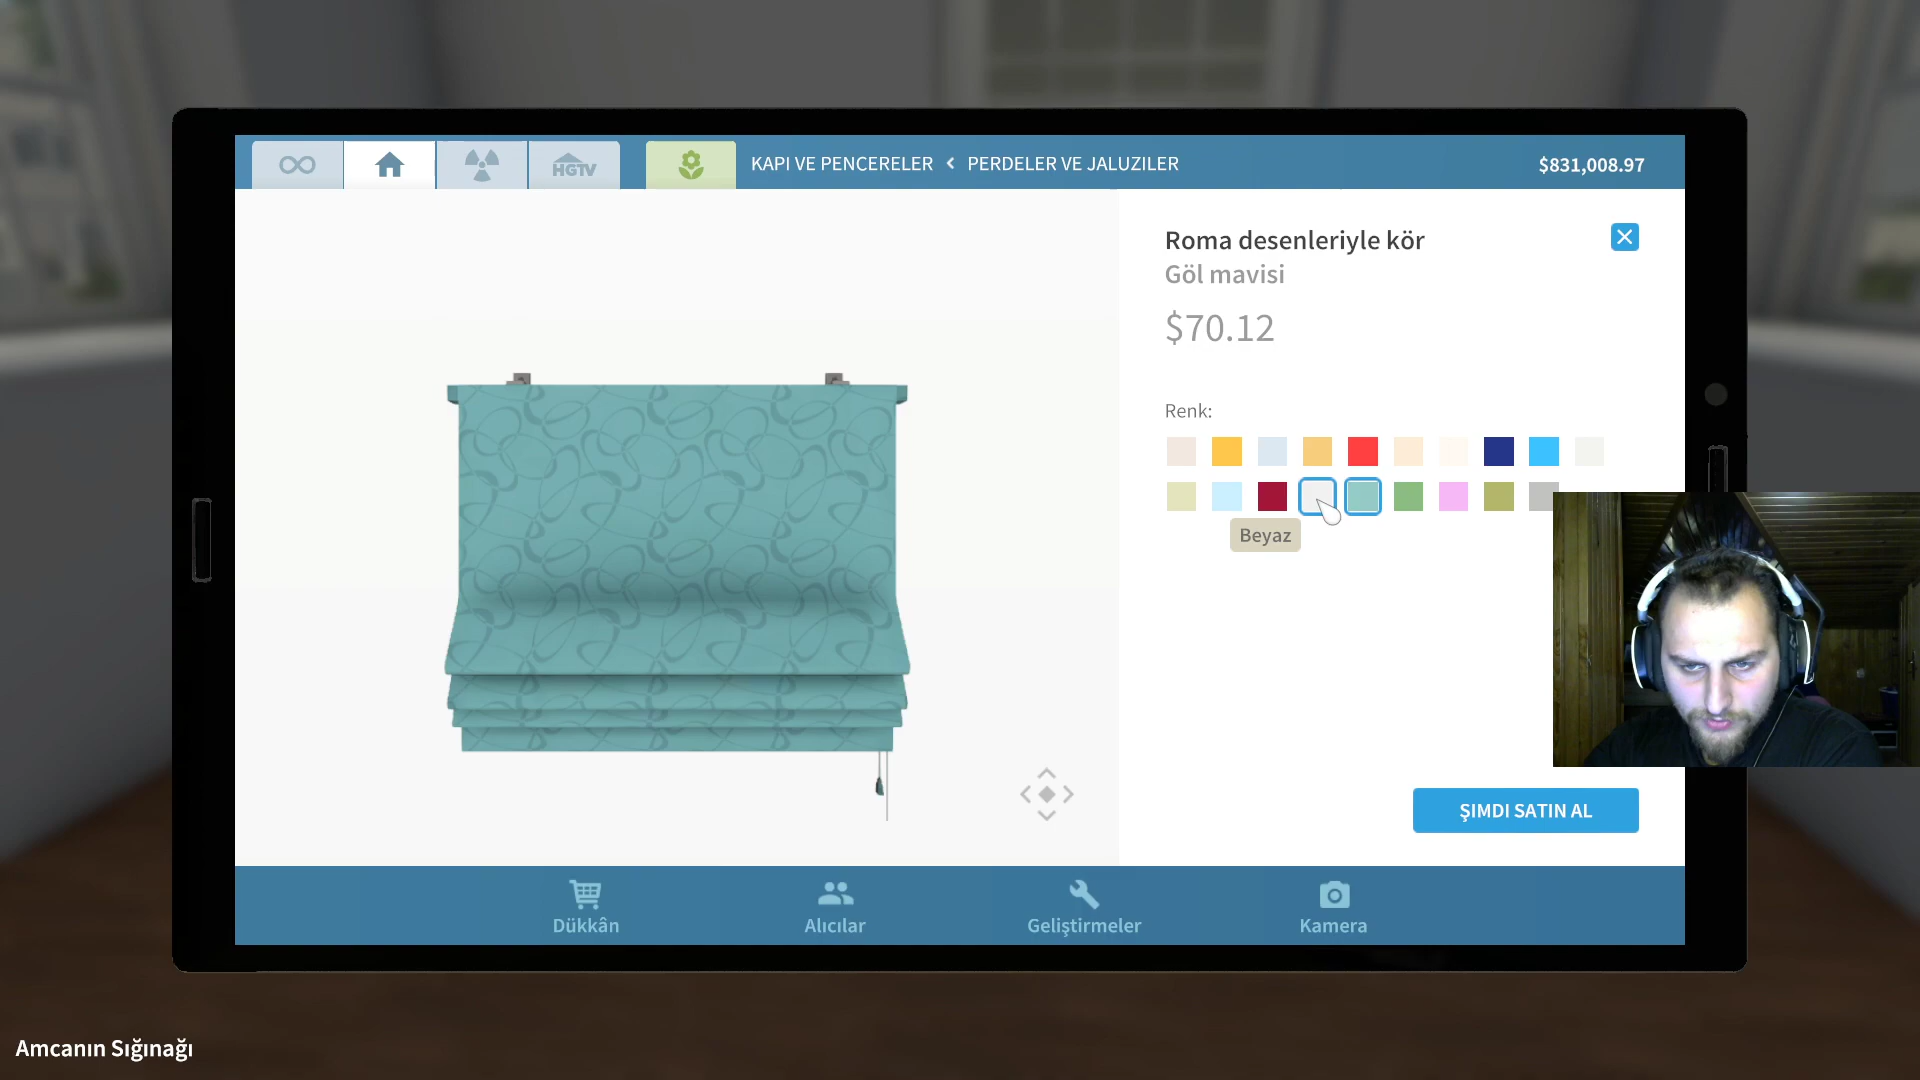 HGTV
KAPI VE PENCERELER < PERDELER VE JALUZILER
$831,008.97
Roma desenleriyle kör
Göl mavisi
$70.12
Renk:
Beyaz
ŞIMDI SATIN AL
Dükkân
Alıcılar
Geliştirmeler
Kamera
Amcanın Sığınağı